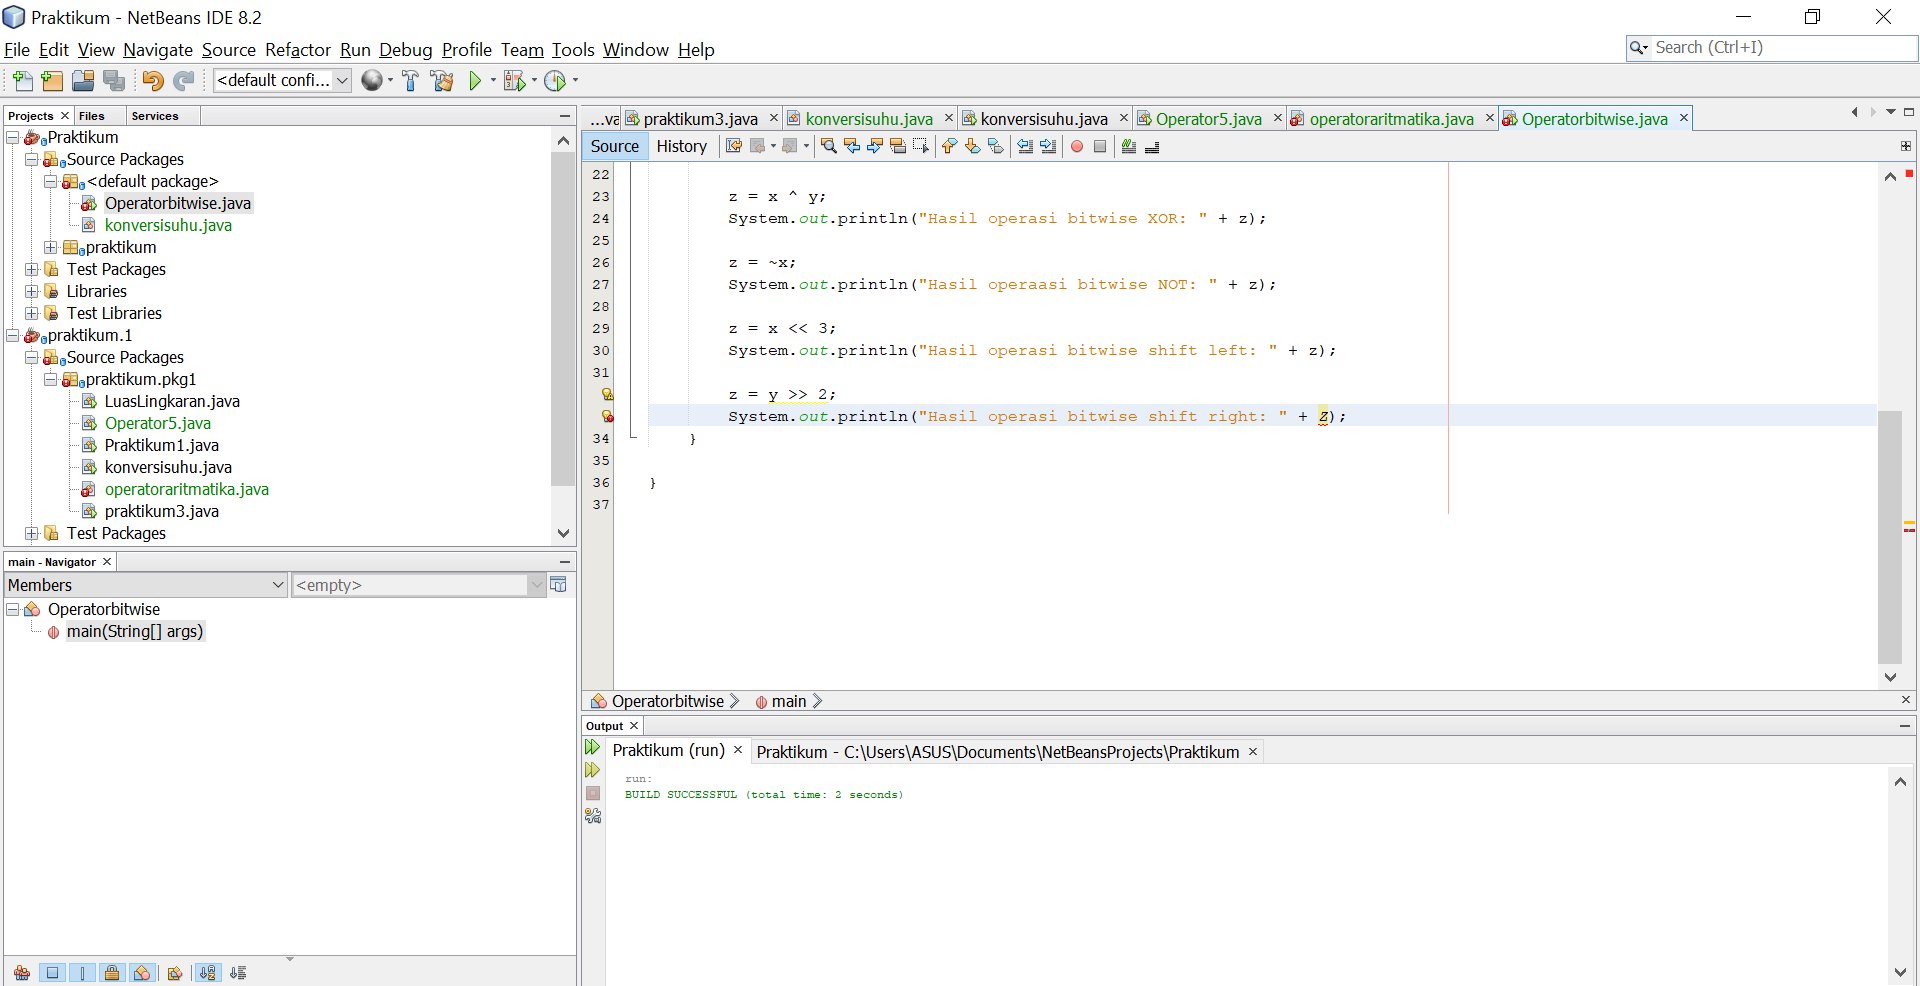 Praktikum - NetBeans IDE 8.2
File Edit View Navigate Source Refactor Run Debug Profile Team Tools Window Help
Search (Ctrl+I)
<default confi...
Projects Files Services
Praktikum
Source Packages
<default package>
Operatorbitwise.java
konversisuhu.java
praktikum
Test Packages
Libraries
Test Libraries
praktikum.1
Source Packages
praktikum.pkg1
LuasLingkaran.java
Operator5.java
Praktikum1.java
konversisuhu.java
operatoraritmatika.java
praktikum3.java
Test Packages
main - Navigator
Members <empty>
Operatorbitwise
main(String[] args)
...va praktikum3.java konversisuhu.java konversisuhu.java Operator5.java operatoraritmatika.java Operatorbitwise.java
Source History
22
23 z = x ^ y;
24 System.out.println("Hasil operasi bitwise XOR: " + z);
25
26 z = ~x;
27 System.out.println("Hasil operaasi bitwise NOT: " + z);
28
29 z = x << 3;
30 System.out.println("Hasil operasi bitwise shift left: " + z);
31
z = y >> 2;
System.out.println("Hasil operasi bitwise shift right: " + Z);
34 }
35
36 }
37
Operatorbitwise main
Output
Praktikum (run) Praktikum - C:\Users\ASUS\Documents\NetBeansProjects\Praktikum
run:
BUILD SUCCESSFUL (total time: 2 seconds)